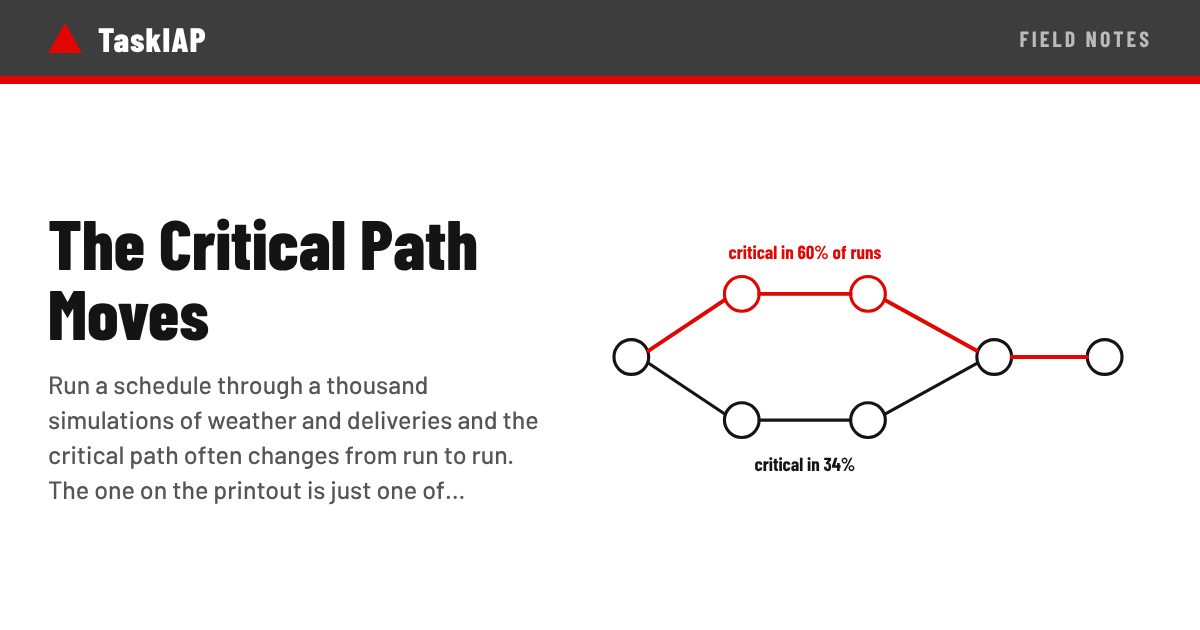 TaskIAP
FIELD NOTES
The Critical Path
Moves
Run a schedule through a thousand
simulations of weather and deliveries and the
critical path often changes from run to run.
The one on the printout is just one of...
critical in 60% of runs
critical in 34%